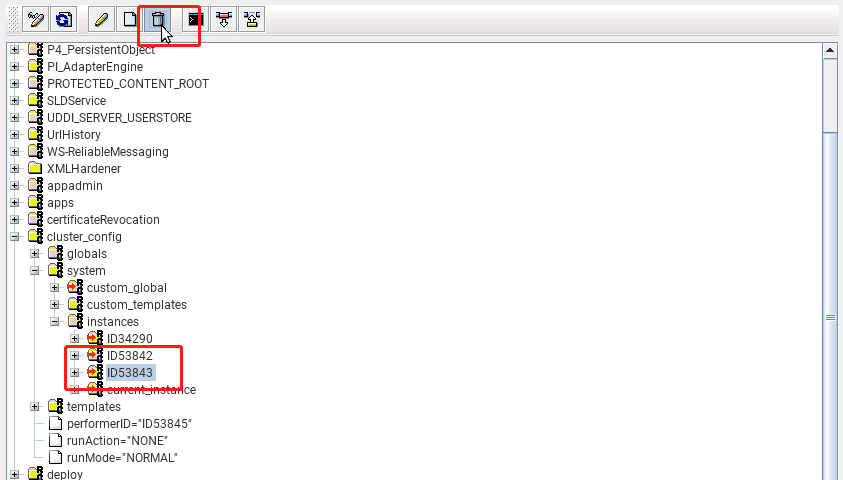 P4_PersistentObject
PI_AdapterEngine
PROTECTED_CONTENT_ROOT
SLDService
UDDI_SERVER_USERSTORE
UrlHistory
WS-ReliableMessaging
XMLHardener
appadmin
apps
certificateRevocation
cluster_config
globals
system
custom_global
custom_templates
instances
ID34290
ID53842
ID53843
current_instance
templates
performerID="ID53845"
runAction="NONE"
runMode="NORMAL"
deploy